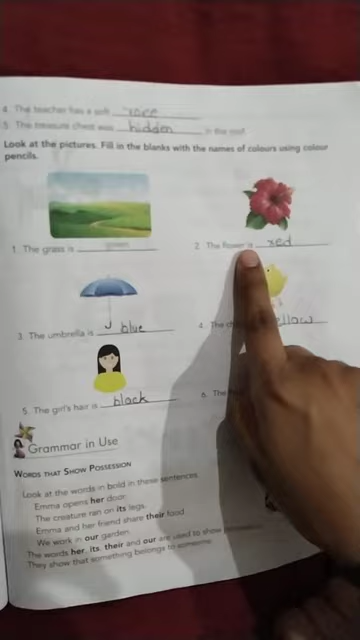 4. The teacher has a soft voice
5. The treasure chest was hidden in the roof.
Look at the pictures. Fill in the blanks with the names of colours using colour
pencils.
1. The grass is green
2. The flower is red
3. The umbrella is blue
4. The ellow
5. The girl's hair is black
6. The
Grammar in Use
WORDS THAT SHOW POSSESSION
Look at the words in bold in these sentences.
Emma opens her door.
The creature ran on its legs.
Emma and her friend share their food.
We work in our garden.
The words her, its, their and our are used to show
They show that something belongs to someone.